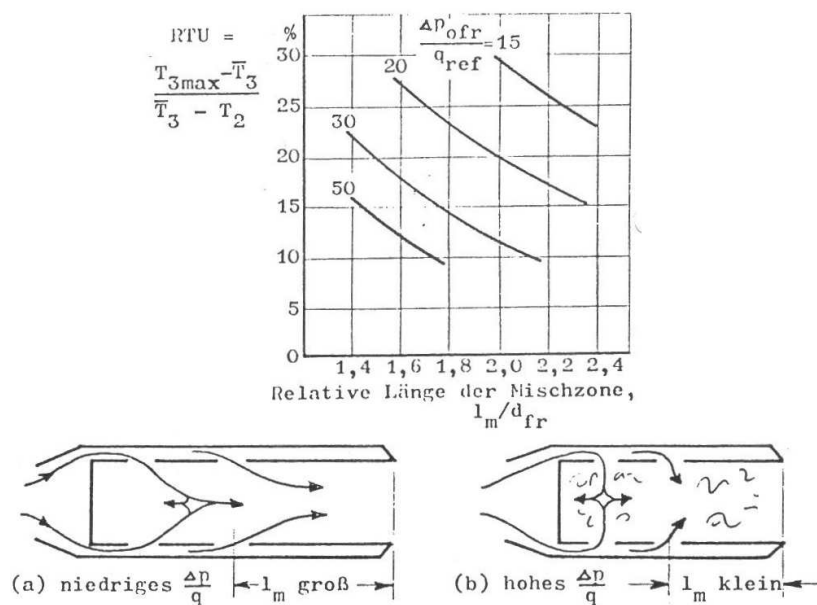 RTU =
T3max-T̅3
T̅3 - T2
%
30
25
20
15
10
5
0
Δpofr
qref
=15
20
30
50
1,4 1,6 1,8 2,0 2,2 2,4
Relative Länge der Mischzone,
lm/dfr
(a) niedriges Δp/q lm groß
(b) hohes Δp/q lm klein